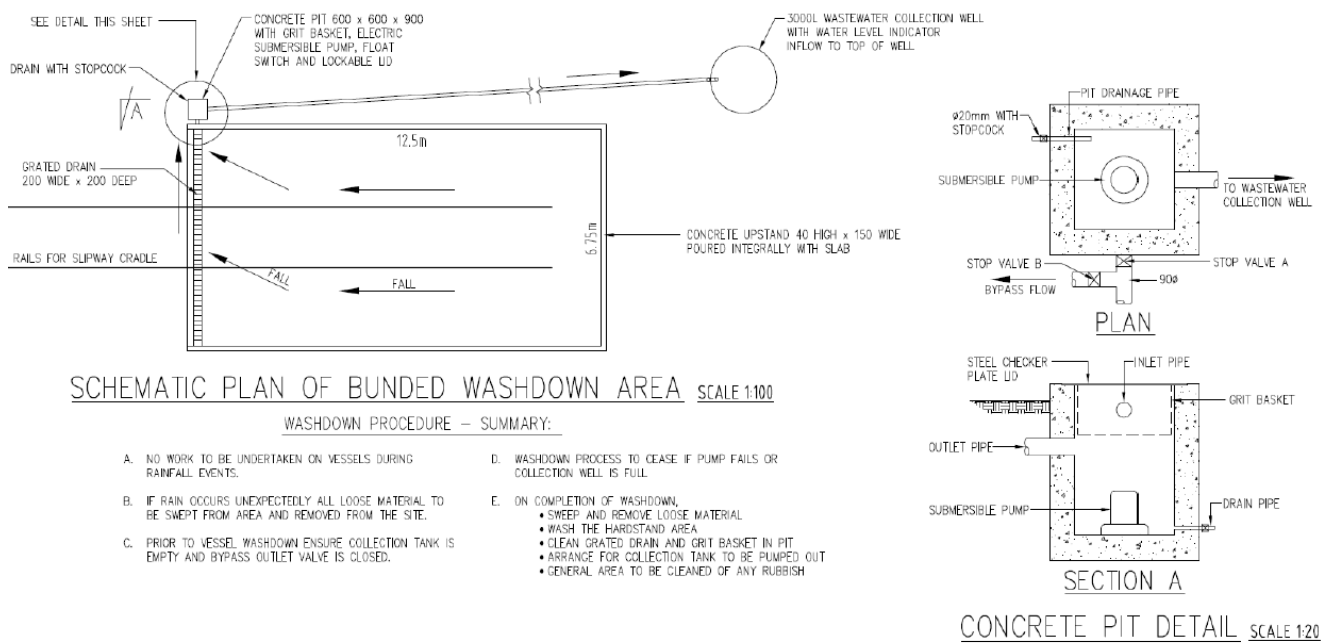 SEE DETAIL THIS SHEET
CONCRETE PIT 600 x 600 x 900
WITH GRIT BASKET, ELECTRIC
SUBMERSIBLE PUMP, FLOAT
SWITCH AND LOCKABLE LID
DRAIN WITH STOPCOCK
3000L WASTEWATER COLLECTION WELL
WITH WATER LEVEL INDICATOR
INFLOW TO TOP OF WELL
A
12.5m
GRATED DRAIN
200 WIDE x 200 DEEP
6.75m
CONCRETE UPSTAND 40 HIGH x 150 WIDE
POURED INTEGRALLY WITH SLAB
RAILS FOR SLIPWAY CRADLE
FALL
FALL
SCHEMATIC PLAN OF BUNDED WASHDOWN AREA SCALE 1:100
WASHDOWN PROCEDURE – SUMMARY:
A. NO WORK TO BE UNDERTAKEN ON VESSELS DURING
RAINFALL EVENTS.
B. IF RAIN OCCURS UNEXPECTEDLY ALL LOOSE MATERIAL TO
BE SWEPT FROM AREA AND REMOVED FROM THE SITE.
C. PRIOR TO VESSEL WASHDOWN ENSURE COLLECTION TANK IS
EMPTY AND BYPASS OUTLET VALVE IS CLOSED.
D. WASHDOWN PROCESS TO CEASE IF PUMP FAILS OR
COLLECTION WELL IS FULL
E. ON COMPLETION OF WASHDOWN,
• SWEEP AND REMOVE LOOSE MATERIAL
• WASH THE HARDSTAND AREA
• CLEAN GRATED DRAIN AND GRIT BASKET IN PIT
• ARRANGE FOR COLLECTION TANK TO BE PUMPED OUT
• GENERAL AREA TO BE CLEANED OF ANY RUBBISH
PIT DRAINAGE PIPE
ø20mm WITH
STOPCOCK
SUBMERSIBLE PUMP
TO WASTEWATER
COLLECTION WELL
STOP VALVE B
STOP VALVE A
BYPASS FLOW
90ø
PLAN
STEEL CHECKER
PLATE LID
INLET PIPE
GRIT BASKET
OUTLET PIPE
SUBMERSIBLE PUMP
DRAIN PIPE
SECTION A
CONCRETE PIT DETAIL SCALE 1:20